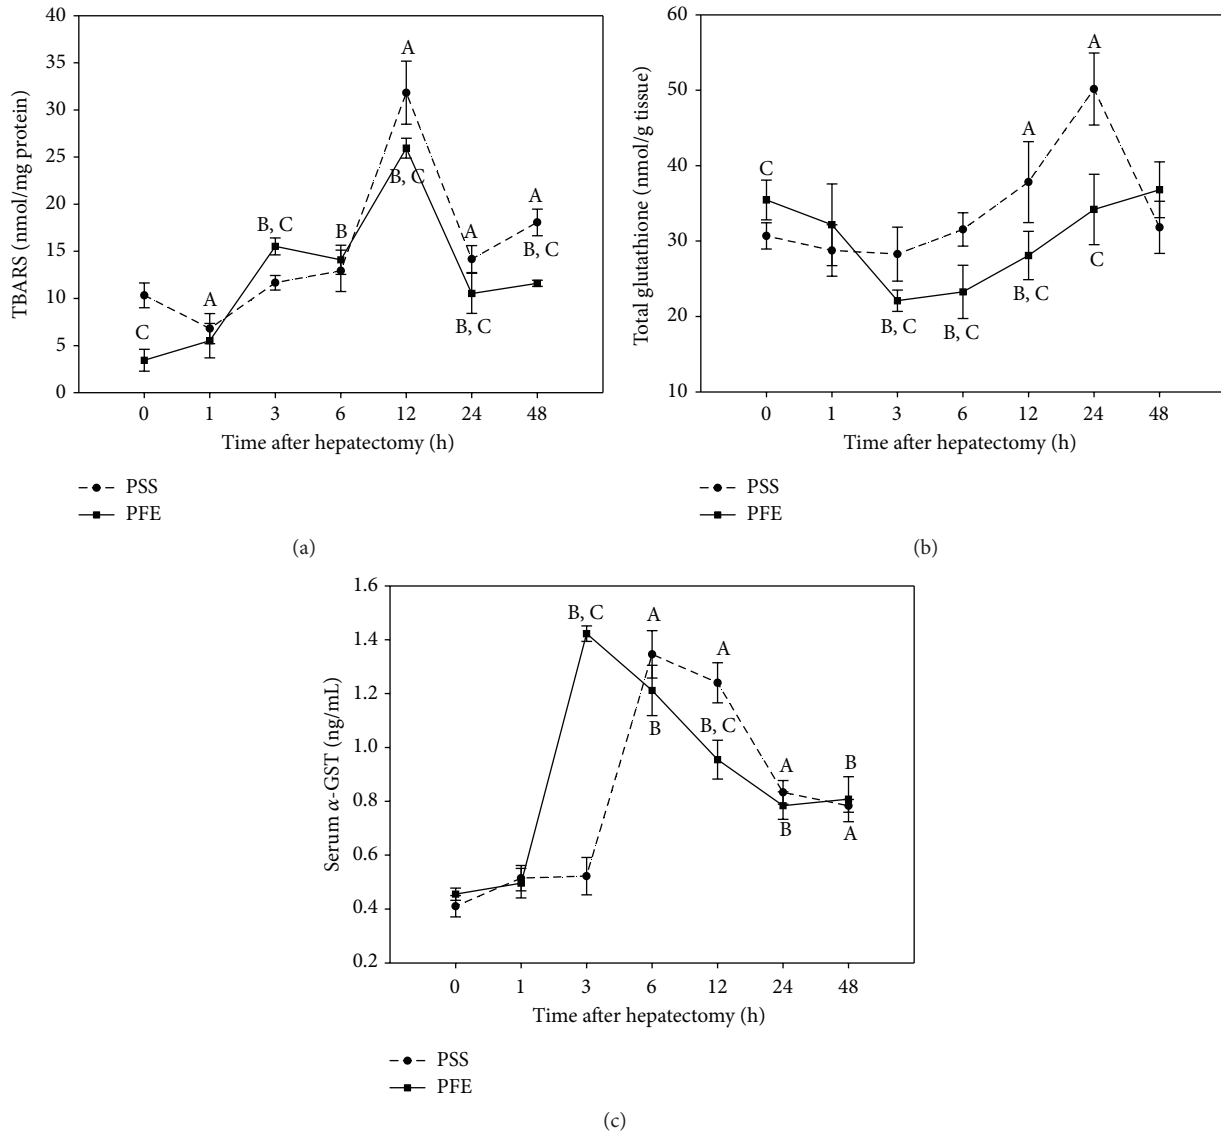 40
35
30
25
20
15
10
5
0
TBARS (nmol/mg protein)
A
A
B, C
B
A
B, C
A
B, C
A
B, C
C
0 1 3 6 12 24 48
Time after hepatectomy (h)
PSS
PFE
(a)
60
50
40
30
20
10
Total glutathione (nmol/g tissue)
A
A
C
C
B, C
B, C
B, C
0 1 3 6 12 24 48
Time after hepatectomy (h)
PSS
PFE
(b)
1.6
1.4
1.2
1.0
0.8
0.6
0.4
0.2
Serum α-GST (ng/mL)
B, C
A
A
B
B, C
A
B
B
A
0 1 3 6 12 24 48
Time after hepatectomy (h)
PSS
PFE
(c)